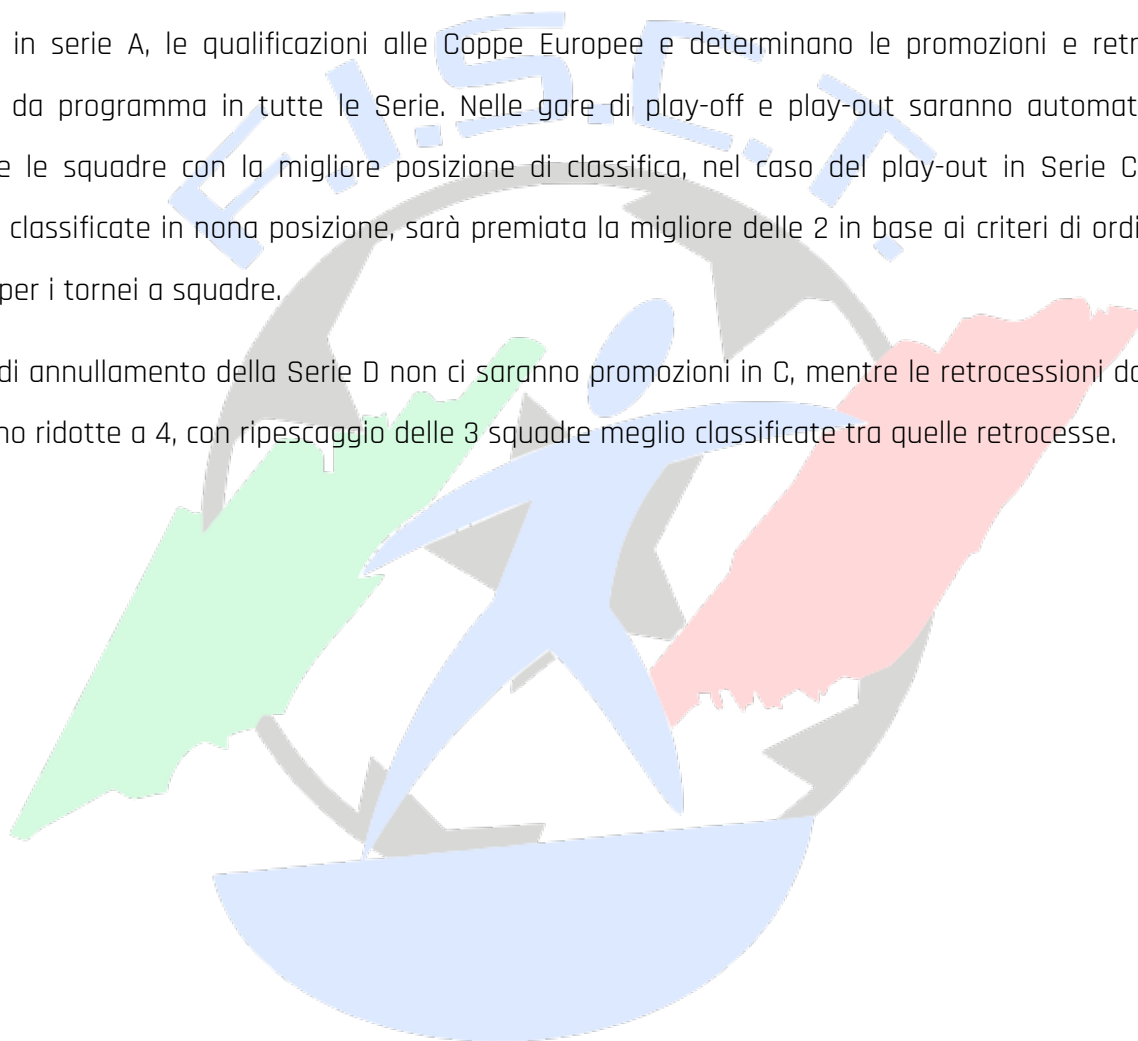 in serie A, le qualificazioni alle Coppe Europee e determinano le promozioni e retr
da programma in tutte le Serie. Nelle gare di play-off e play-out saranno automat
e le squadre con la migliore posizione di classifica, nel caso del play-out in Serie C
classificate in nona posizione, sarà premiata la migliore delle 2 in base ai criteri di ordi
per i tornei a squadre.
di annullamento della Serie D non ci saranno promozioni in C, mentre le retrocessioni da
no ridotte a 4, con ripescaggio delle 3 squadre meglio classificate tra quelle retrocesse.
F.I.S.C.T.